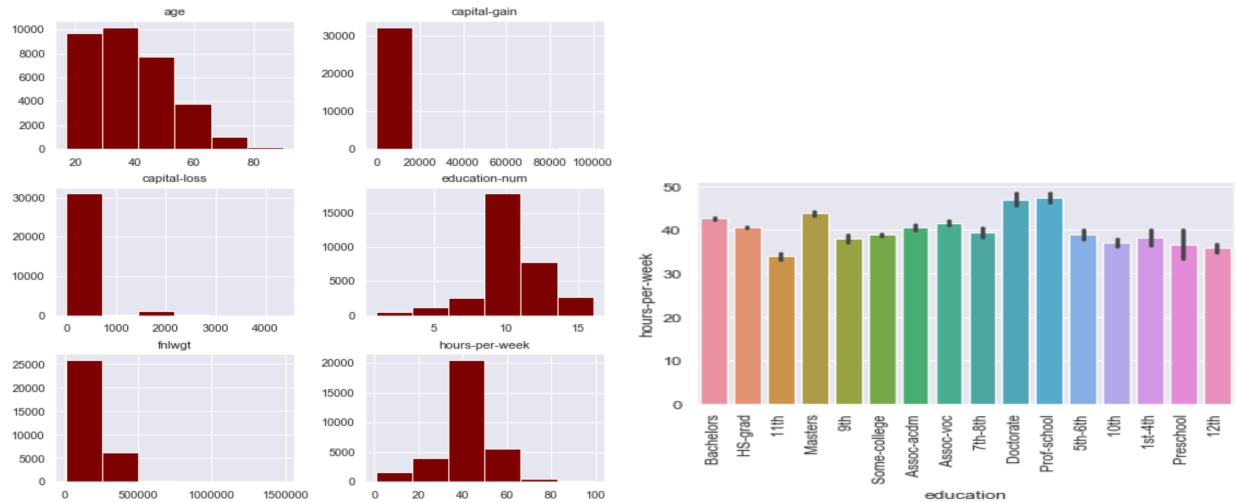 age
10000
8000
6000
4000
2000
0
20 40 60 80
capital-gain
30000
20000
10000
0
0 20000 40000 60000 80000 100000
capital-loss
30000
20000
10000
0
0 1000 2000 3000 4000
education-num
15000
10000
5000
0
5 10 15
fnlwgt
25000
20000
15000
10000
5000
0
0 500000 1000000 1500000
hours-per-week
20000
15000
10000
5000
0
0 20 40 60 80 100
hours-per-week
50
40
30
20
10
0
Bachelors
HS-grad
11th
Masters
9th
Some-college
Assoc-acdm
Assoc-voc
7th-8th
Doctorate
Prof-school
5th-6th
10th
1st-4th
Preschool
12th
education